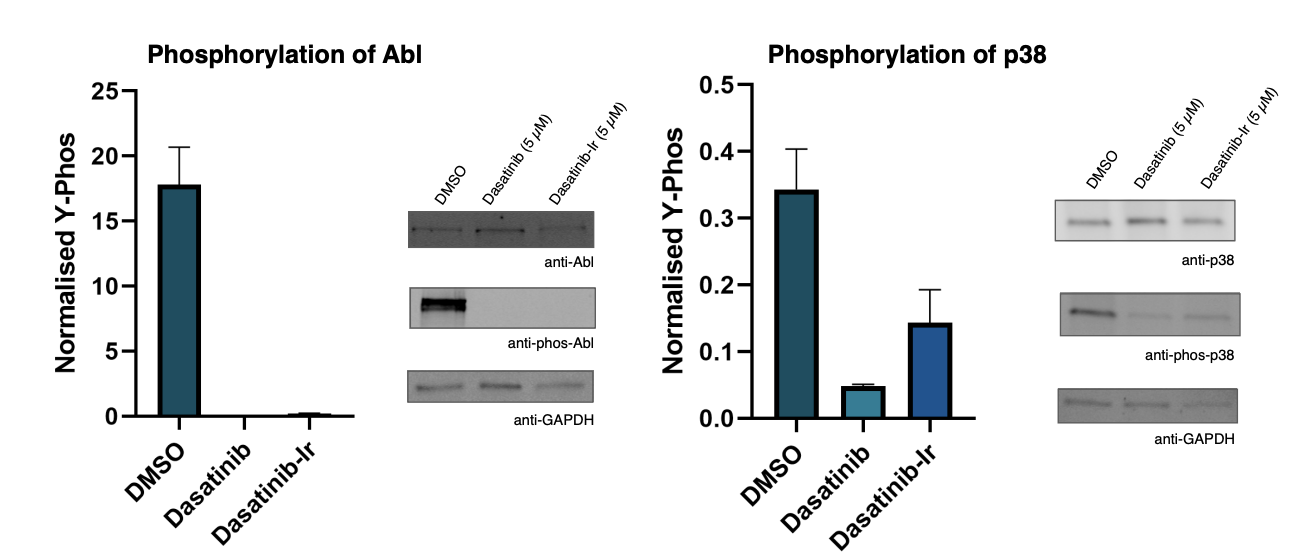 Phosphorylation of Abl
Normalised Y-Phos
25
20
15
10
5
0
DMSO
Dasatinib
Dasatinib-Ir
DMSO
Dasatinib (5 µM)
Dasatinib-Ir (5 µM)
anti-Abl
anti-phos-Abl
anti-GAPDH
Phosphorylation of p38
Normalised Y-Phos
0.5
0.4
0.3
0.2
0.1
0.0
DMSO
Dasatinib
Dasatinib-Ir
DMSO
Dasatinib (5 µM)
Dasatinib-Ir (5 µM)
anti-p38
anti-phos-p38
anti-GAPDH